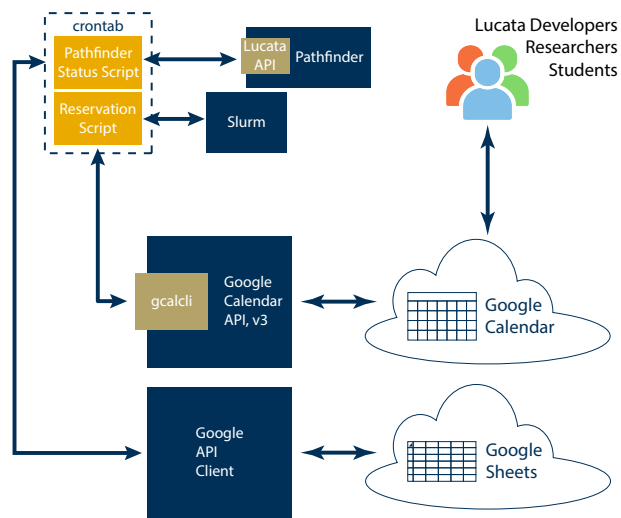 crontab
Pathfinder
Status Script
Reservation
Script
Lucata
API
Pathfinder
Slurm
Lucata Developers
Researchers
Students
gcalcli
Google
Calendar
API, v3
Google
Calendar
Google
API
Client
Google
Sheets